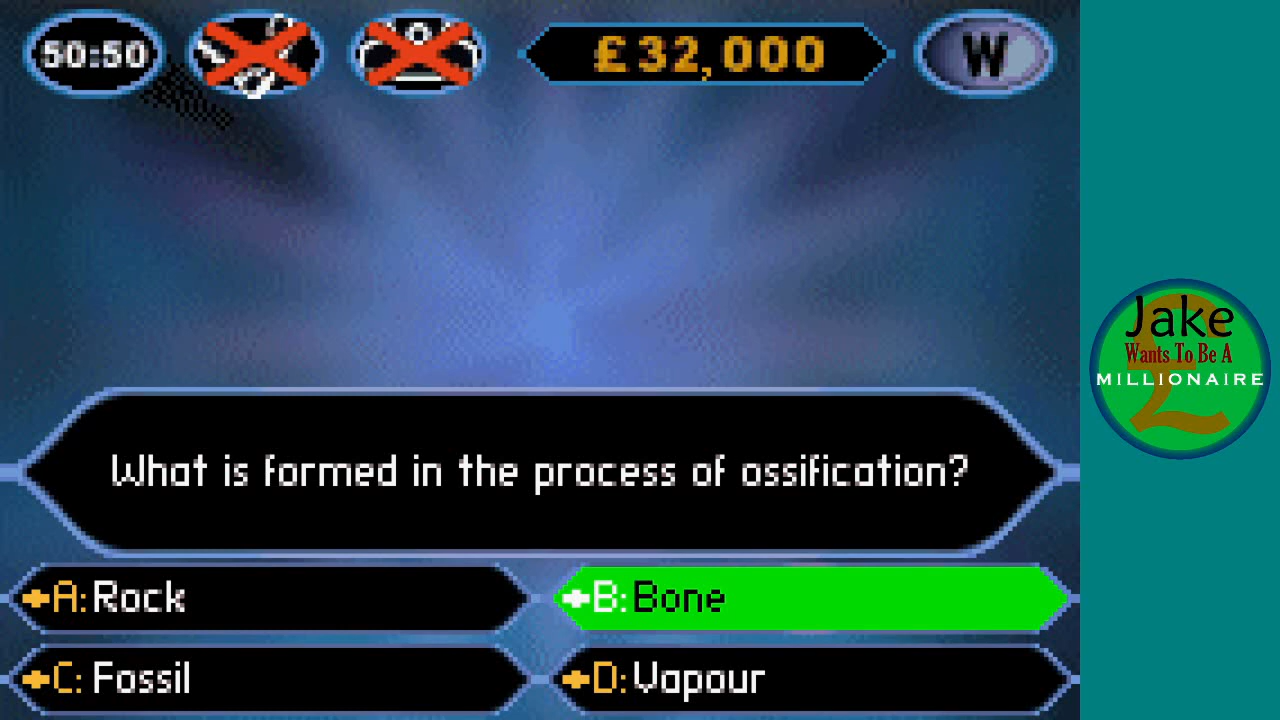 50:50
£32,000
W
Jake
Wants To Be A
MILLIONAIRE
What is formed in the process of ossification?
A: Rock
B: Bone
C: Fossil
D: Vapour